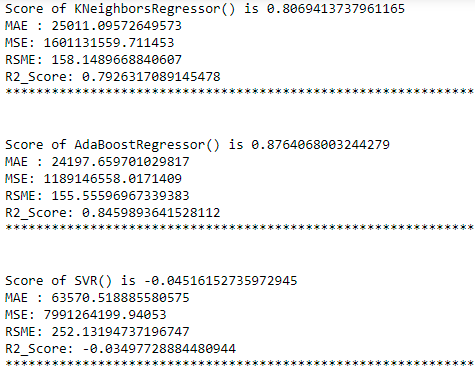 Score of KNeighborsRegressor() is 0.8069413737961165
MAE : 25011.09572649573
MSE: 1601131559.711453
RSME: 158.1489668840607
R2_Score: 0.7926317089145478
*************************************************************
Score of AdaBoostRegressor() is 0.8764068003244279
MAE : 24197.659701029817
MSE: 1189146558.0171409
RSME: 155.55596967339383
R2_Score: 0.8459893641528112
*************************************************************
Score of SVR() is -0.04516152735972945
MAE : 63570.518885580575
MSE: 7991264199.94053
RSME: 252.13194737196747
R2_Score: -0.03497728884480944
*************************************************************